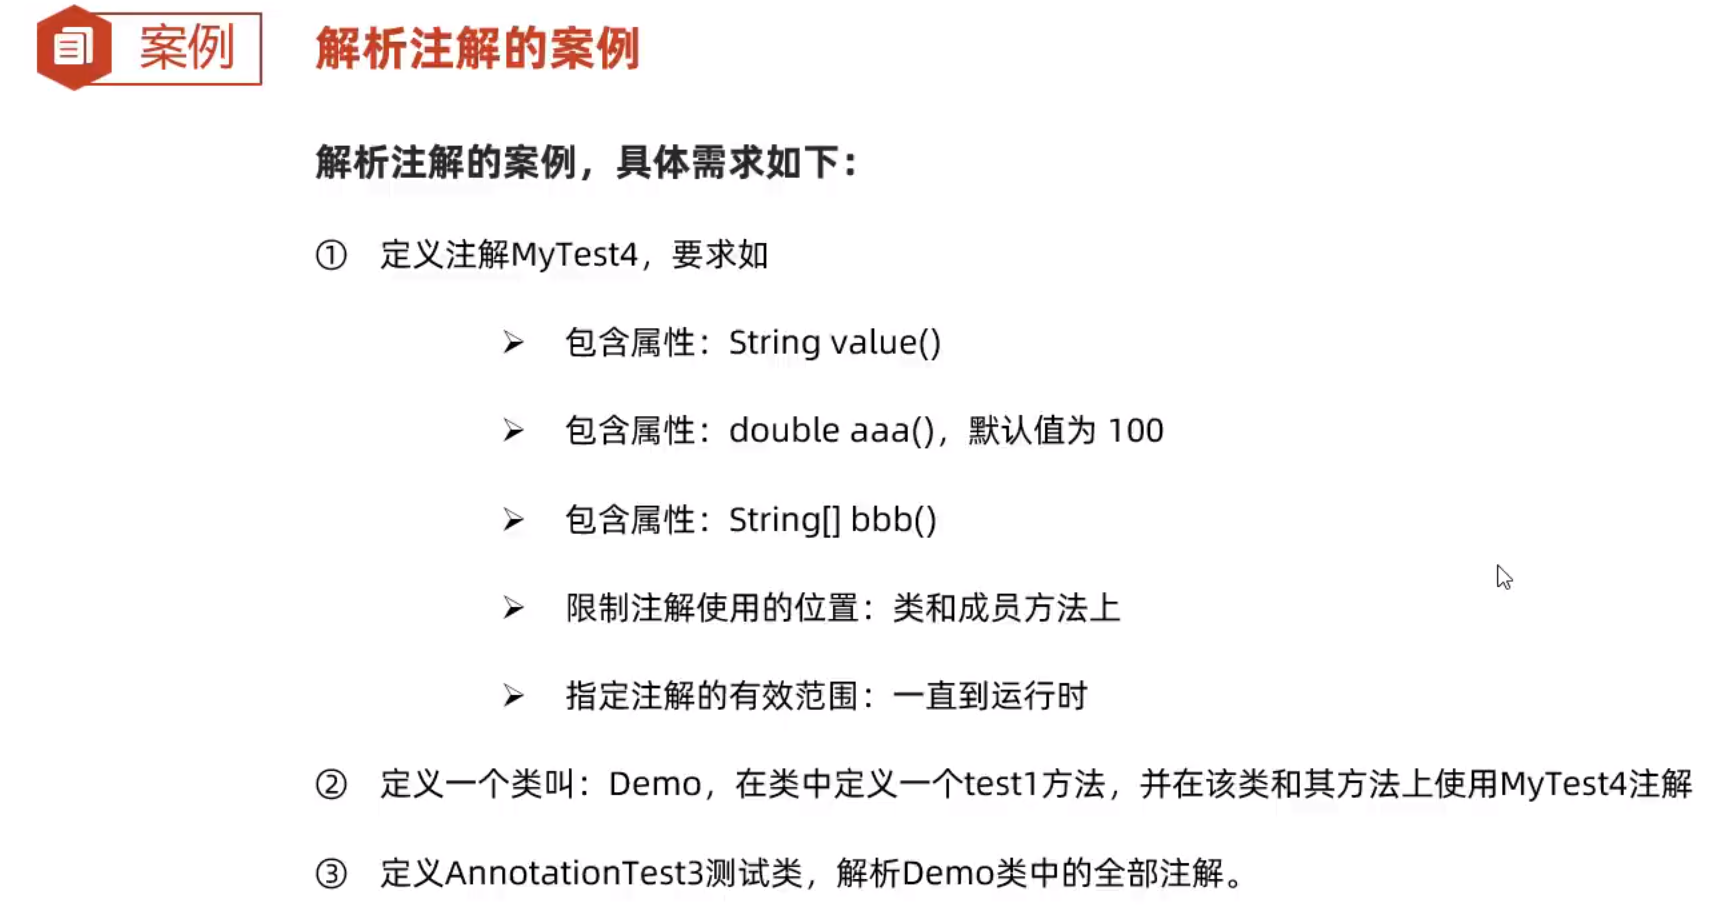 案例
解析注解的案例
解析注解的案例，具体需求如下：
① 定义注解MyTest4，要求如
➢ 包含属性：String value()
➢ 包含属性：double aaa()，默认值为 100
➢ 包含属性：String[] bbb()
➢ 限制注解使用的位置：类和成员方法上
➢ 指定注解的有效范围：一直到运行时
② 定义一个类叫：Demo，在类中定义一个test1方法，并在该类和其方法上使用MyTest4注解
③ 定义AnnotationTest3测试类，解析Demo类中的全部注解。